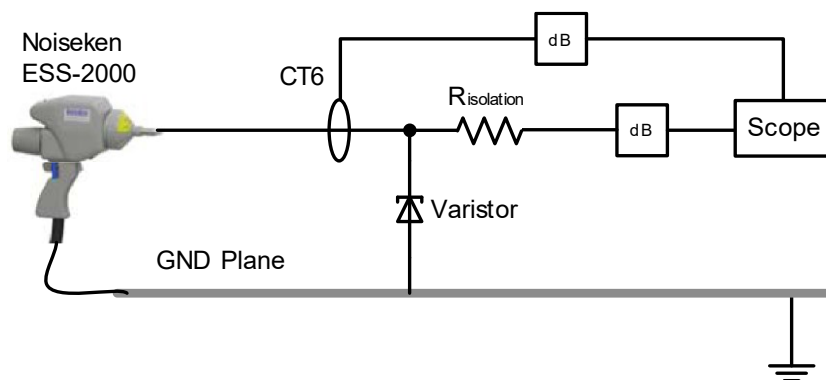 Noiseken
ESS-2000
CT6
dB
Risolation
dB
Scope
Varistor
GND Plane